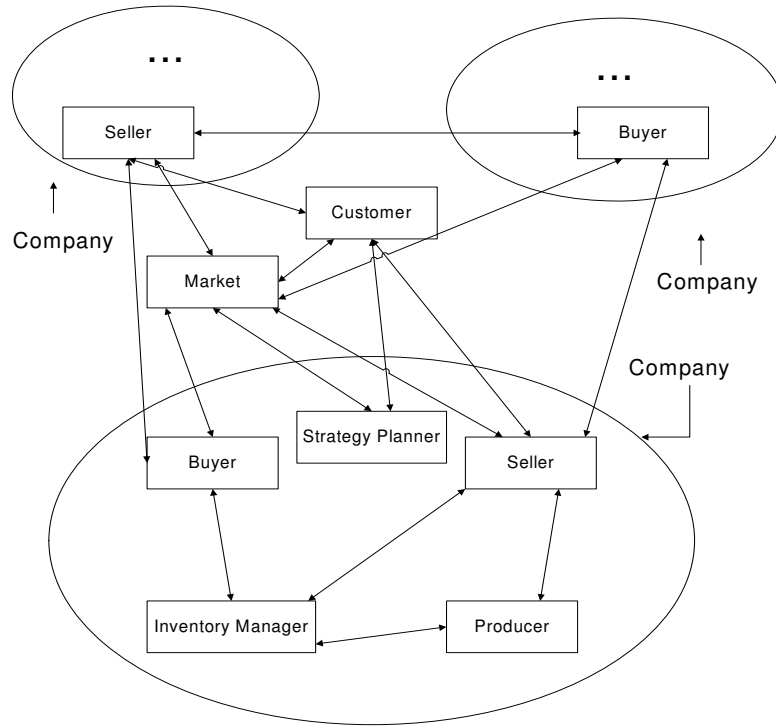 ...
...
Seller
Buyer
Customer
Company
Market
Company
Company
Strategy Planner
Buyer
Seller
Inventory Manager
Producer